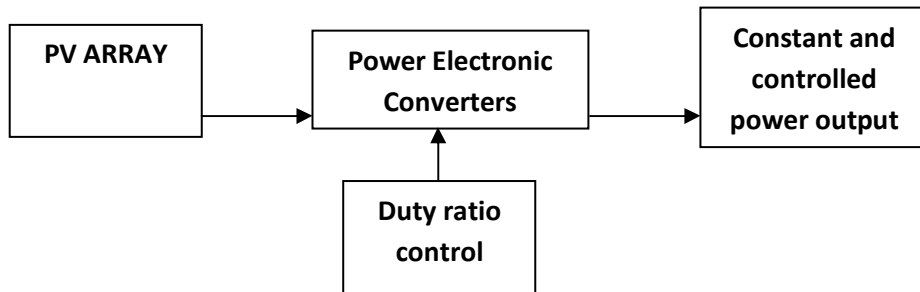 PV ARRAY
Power Electronic
Converters
Constant and
controlled
power output
Duty ratio
control